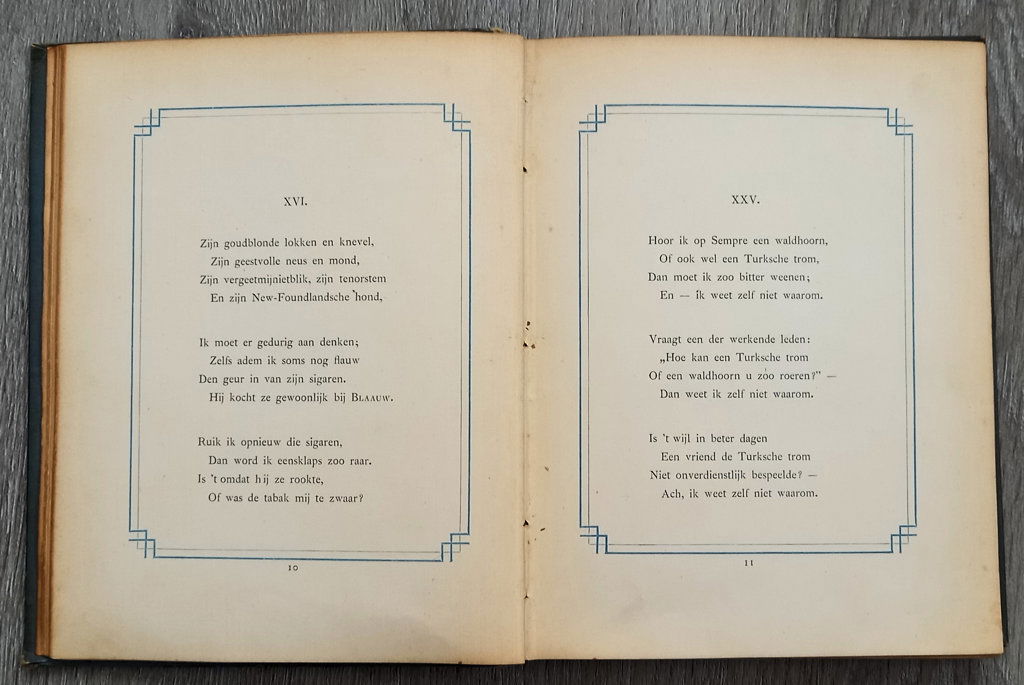 XVI.
Zijn goudblonde lokken en knevel,
Zijn geestvolle neus en mond,
Zijn vergeetmijnietblik, zijn tenorstem
En zijn New-Foundlandsche 'hond,
Ik moet er gedurig aan denken;
Zelfs adem ik soms nog flauw
Den geur in van zijn sigaren.
Hij kocht ze gewoonlijk bij BLAAUW.
Ruik ik opnieuw die sigaren,
Dan word ik eensklaps zoo raar.
Is 't omdat hij ze rookte,
Of was de tabak mij te zwaar?
10
XXV.
Hoor ik op Sempre een waldhoorn,
Of ook wel een Turksche trom,
Dan moet ik zoo bitter weenen;
En — ik weet zelf niet waarom.
Vraagt een der werkende leden:
„Hoe kan een Turksche trom
Of een waldhoorn u zóo roeren?" —
Dan weet ik zelf niet waarom.
Is 't wijl in beter dagen
Een vriend de Turksche trom
Niet onverdienstlijk bespeelde? —
Ach, ik weet zelf niet waarom.
11